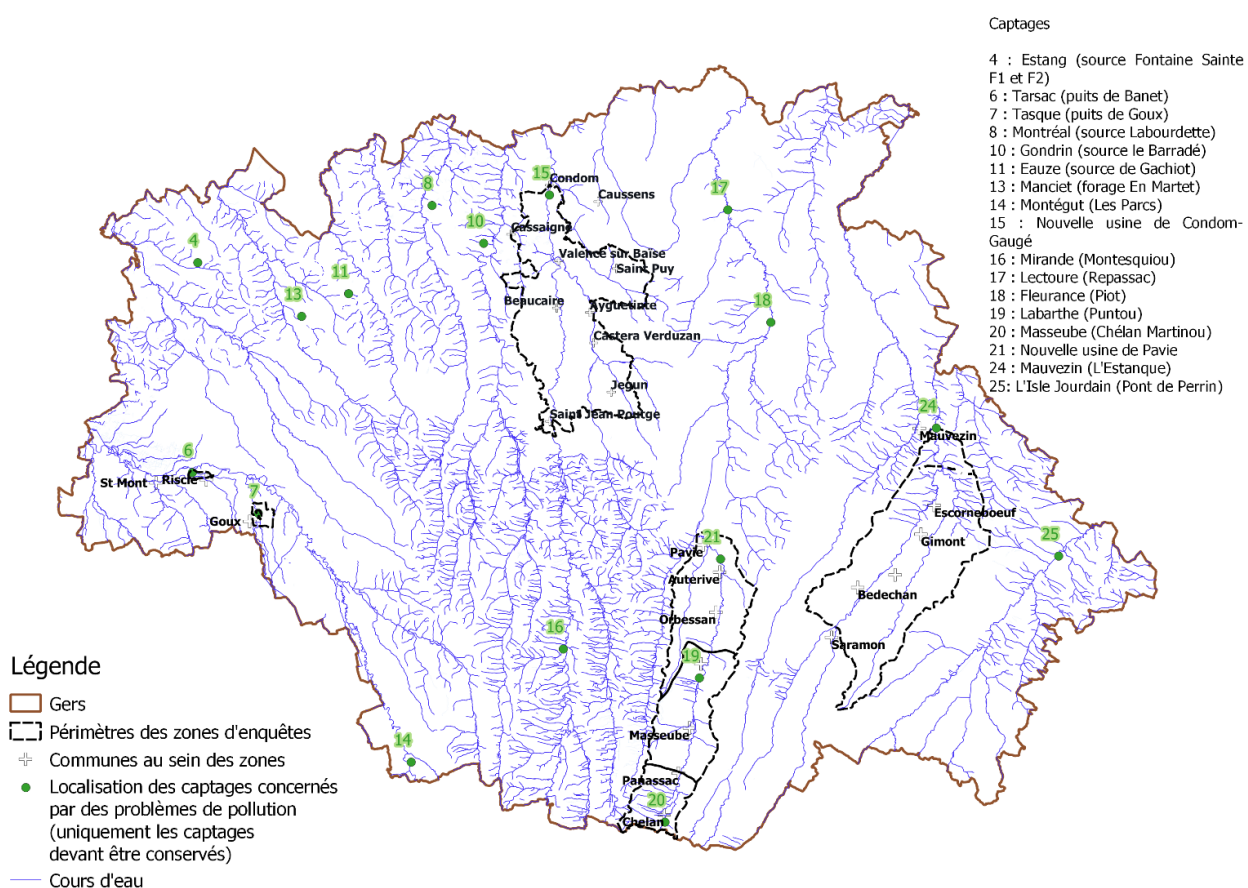 Captages
4 : Estang (source Fontaine Sainte
F1 et F2)
6 : Tarsac (puits de Banet)
7 : Tasque (puits de Goux)
8 : Montréal (source Labourdette)
10 : Gondrin (source le Barradé)
11 : Eauze (source de Gachiot)
13 : Manciet (forage En Martet)
14 : Montégut (Les Parcs)
15 : Nouvelle usine de Condom-
Gaugé
16 : Mirande (Montesquiou)
17 : Lectoure (Repassac)
18 : Fleurance (Piot)
19 : Labarthe (Puntou)
20 : Masseube (Chélan Martinou)
21 : Nouvelle usine de Pavie
24 : Mauvezin (L'Estanque)
25: L'Isle Jourdain (Pont de Perrin)
15
Condom
8
Caussens
17
10
Cassaigne
4
Valence sur Baïse
Saint Puy
11
13
Beaucaire
Ayguetinte
18
Castera Verduzan
Jegun
24
Saint Jean Poutge
Mauvezin
6
St Mont
Riscle
7
Goux
Escorneboeuf
21
Gimont
25
Pavie
Auterive
Bedechan
Orbessan
16
Saramon
19
Masseube
14
Panassac
20
Chelan
Légende
Gers
Périmètres des zones d'enquêtes
Communes au sein des zones
Localisation des captages concernés
par des problèmes de pollution
(uniquement les captages
devant être conservés)
Cours d'eau